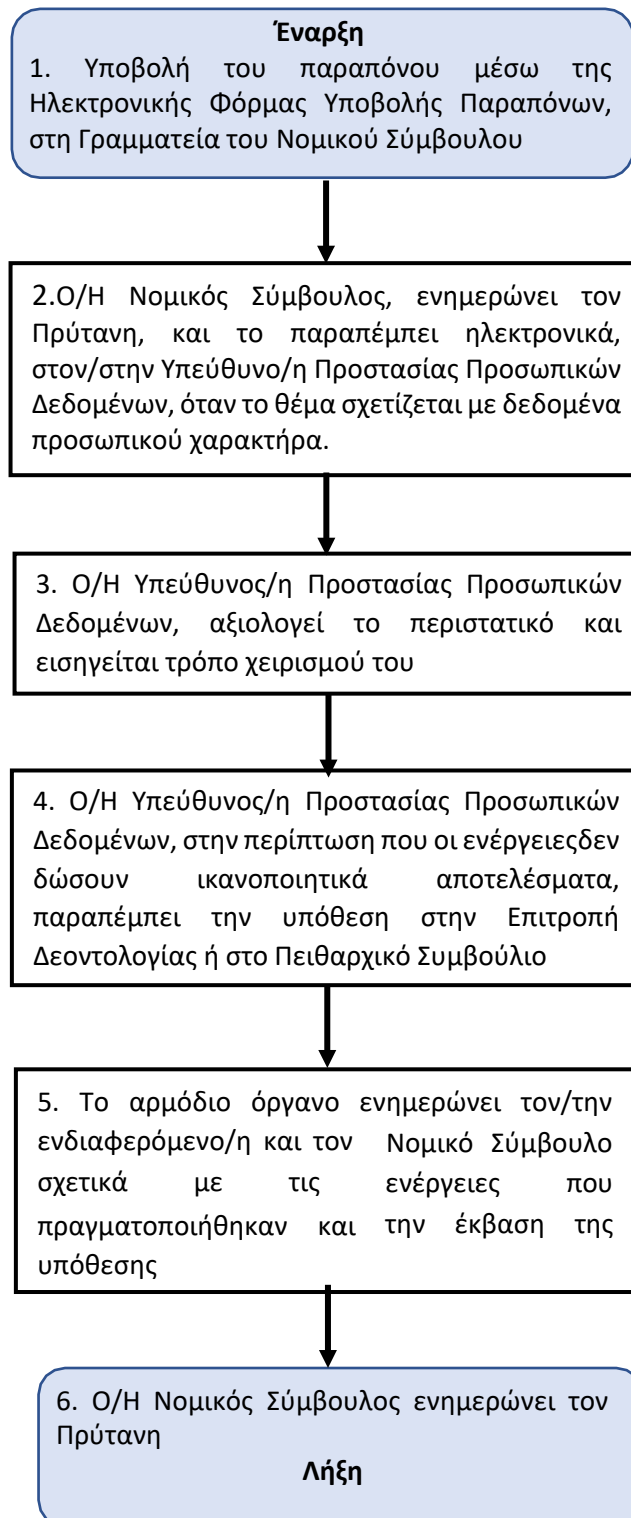 Έναρξη
1. Υποβολή του παραπόνου μέσω της
Ηλεκτρονικής Φόρμας Υποβολής Παραπόνων,
στη Γραμματεία του Νομικού Σύμβουλου
2.Ο/Η Νομικός Σύμβουλος, ενημερώνει τον
Πρύτανη, και το παραπέμπει ηλεκτρονικά,
στον/στην Υπεύθυνο/η Προστασίας Προσωπικών
Δεδομένων, όταν το θέμα σχετίζεται με δεδομένα
προσωπικού χαρακτήρα.
3. Ο/Η Υπεύθυνος/η Προστασίας Προσωπικών
Δεδομένων, αξιολογεί το περιστατικό και
εισηγείται τρόπο χειρισμού του
4. Ο/Η Υπεύθυνος/η Προστασίας Προσωπικών
Δεδομένων, στην περίπτωση που οι ενέργειεςδεν
δώσουν ικανοποιητικά αποτελέσματα,
παραπέμπει την υπόθεση στην Επιτροπή
Δεοντολογίας ή στο Πειθαρχικό Συμβούλιο
5. Το αρμόδιο όργανο ενημερώνει τον/την
ενδιαφερόμενο/η και τον Νομικό Σύμβουλο
σχετικά με τις ενέργειες που
πραγματοποιήθηκαν και την έκβαση της
υπόθεσης
6. Ο/Η Νομικός Σύμβουλος ενημερώνει τον
Πρύτανη
Λήξη